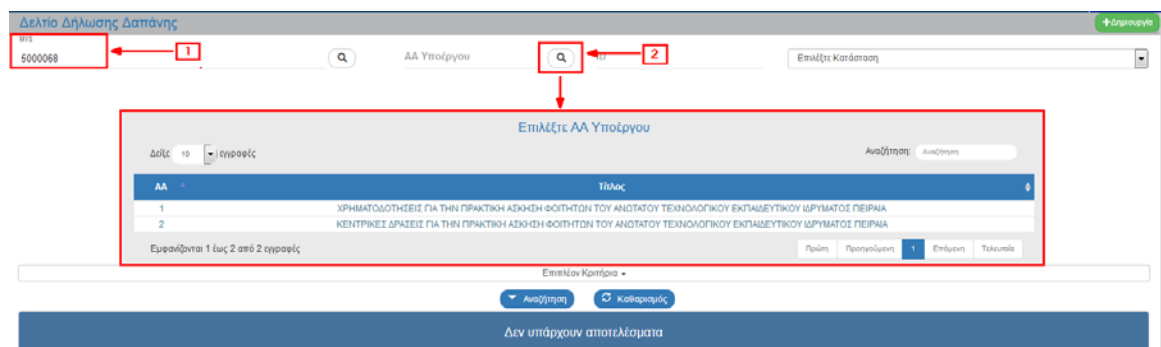 Δελτίο Δήλωσης Δαπάνης
+Δημιουργία
MIS
5000068
1
ΑΑ Υποέργου
2
ID
Επιλέξτε Κατάσταση
Επιλέξτε ΑΑ Υποέργου
Δείξε 10 εγγραφές
Αναζήτηση: Αναζήτηση
ΑΑ Τίτλος
1 ΧΡΗΜΑΤΟΔΟΤΗΣΕΙΣ ΓΙΑ ΤΗΝ ΠΡΑΚΤΙΚΗ ΑΣΚΗΣΗ ΦΟΙΤΗΤΩΝ ΤΟΥ ΑΝΩΤΑΤΟΥ ΤΕΧΝΟΛΟΓΙΚΟΥ ΕΚΠΑΙΔΕΥΤΙΚΟΥ ΙΔΡΥΜΑΤΟΣ ΠΕΙΡΑΙΑ
2 ΚΕΝΤΡΙΚΕΣ ΔΡΑΣΕΙΣ ΓΙΑ ΤΗΝ ΠΡΑΚΤΙΚΗ ΑΣΚΗΣΗ ΦΟΙΤΗΤΩΝ ΤΟΥ ΑΝΩΤΑΤΟΥ ΤΕΧΝΟΛΟΓΙΚΟΥ ΕΚΠΑΙΔΕΥΤΙΚΟΥ ΙΔΡΥΜΑΤΟΣ ΠΕΙΡΑΙΑ
Εμφανίζονται 1 έως 2 από 2 εγγραφές
Πρώτη Προηγούμενη 1 Επόμενη Τελευταία
Επιπλέον Κριτήρια
Αναζήτηση Καθαρισμός
Δεν υπάρχουν αποτελέσματα